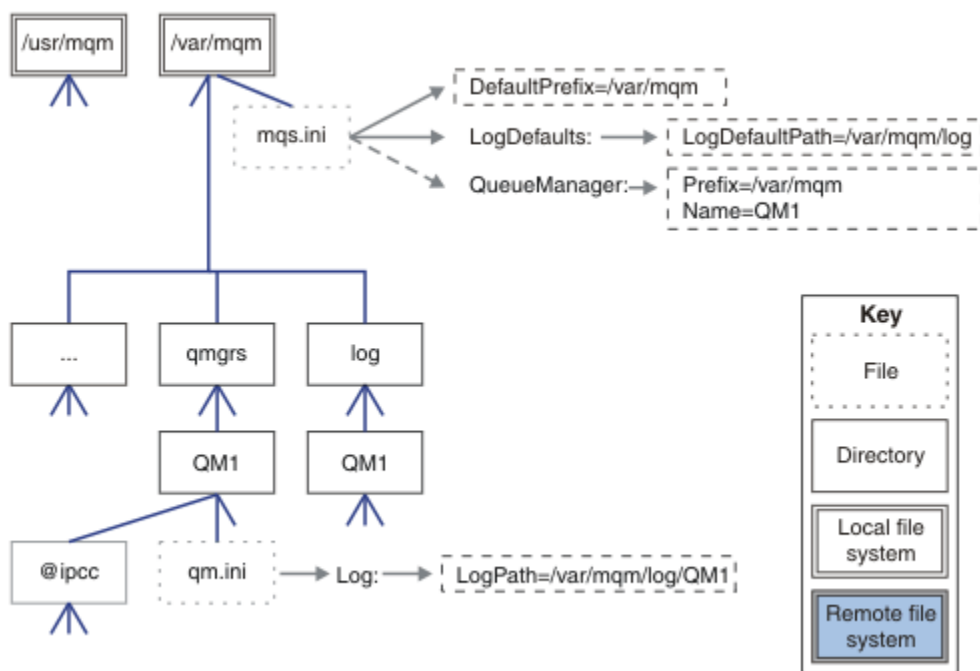 /usr/mqm
/var/mqm
mqs.ini
DefaultPrefix=/var/mqm
LogDefaults:
LogDefaultPath=/var/mqm/log
QueueManager:
Prefix=/var/mqm
Name=QM1
...
qmgrs
log
QM1
QM1
@ipcc
qm.ini
Log:
LogPath=/var/mqm/log/QM1
Key
File
Directory
Local file
system
Remote file
system